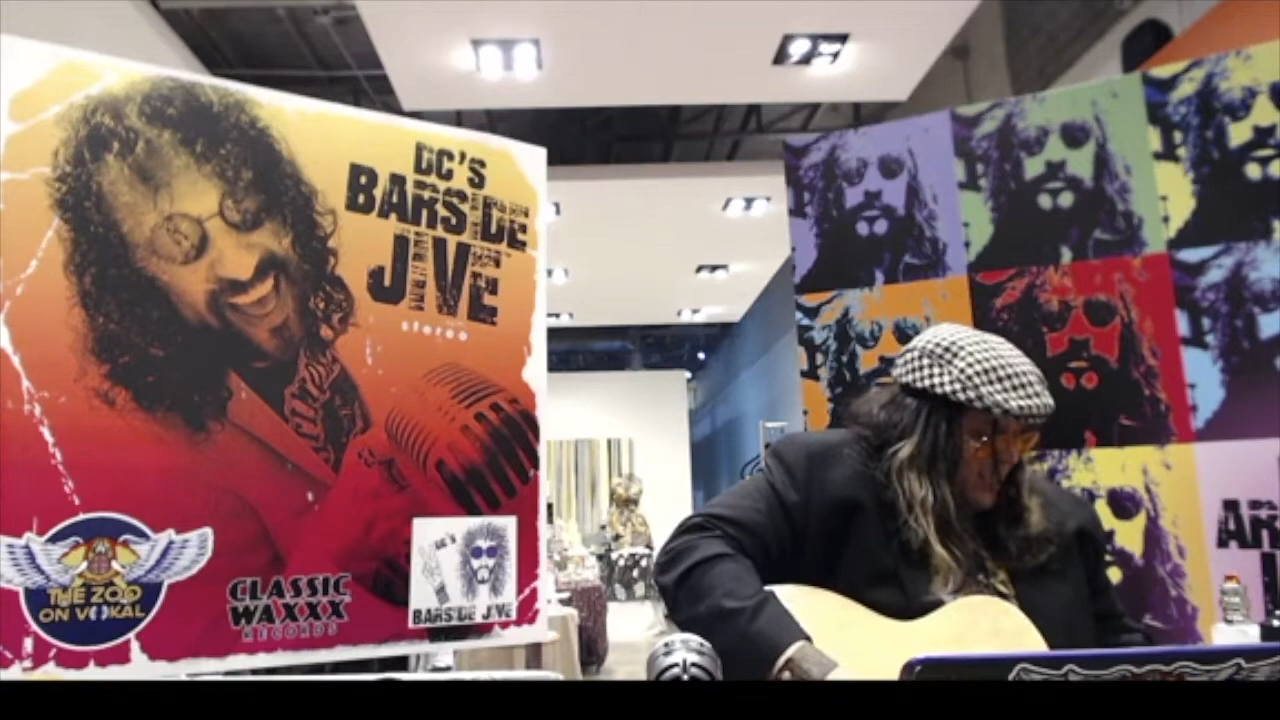 DC'S
BARSIDE
JIVE
stereo
THE ZOO
ON VOKAL
CLASSIC
WAXXX
RECORDS
DC's
BARSIDE JIVE
AR